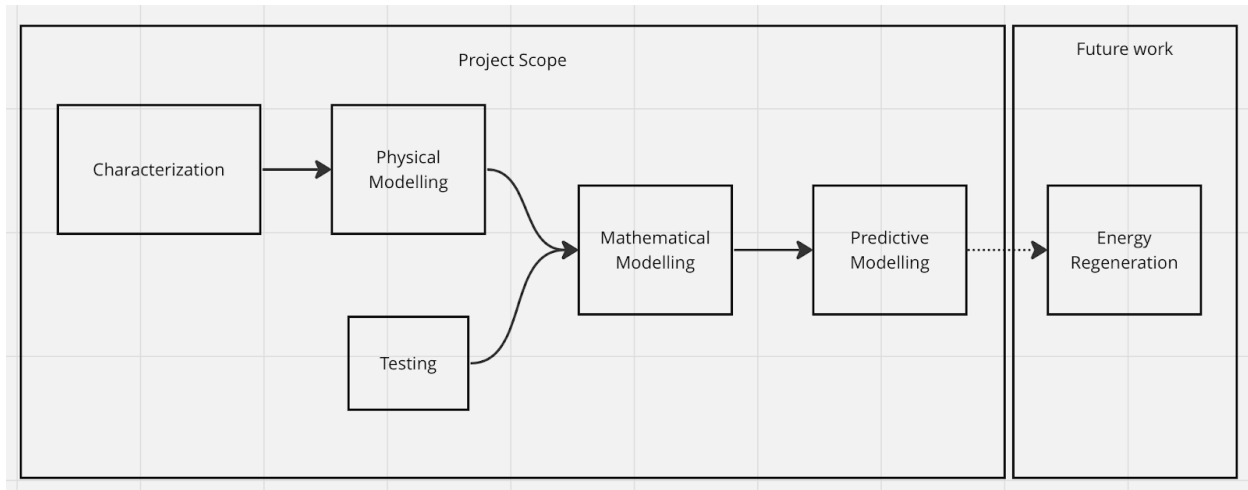 Project Scope
Future work
Characterization
Physical
Modelling
Mathematical
Modelling
Predictive
Modelling
Energy
Regeneration
Testing